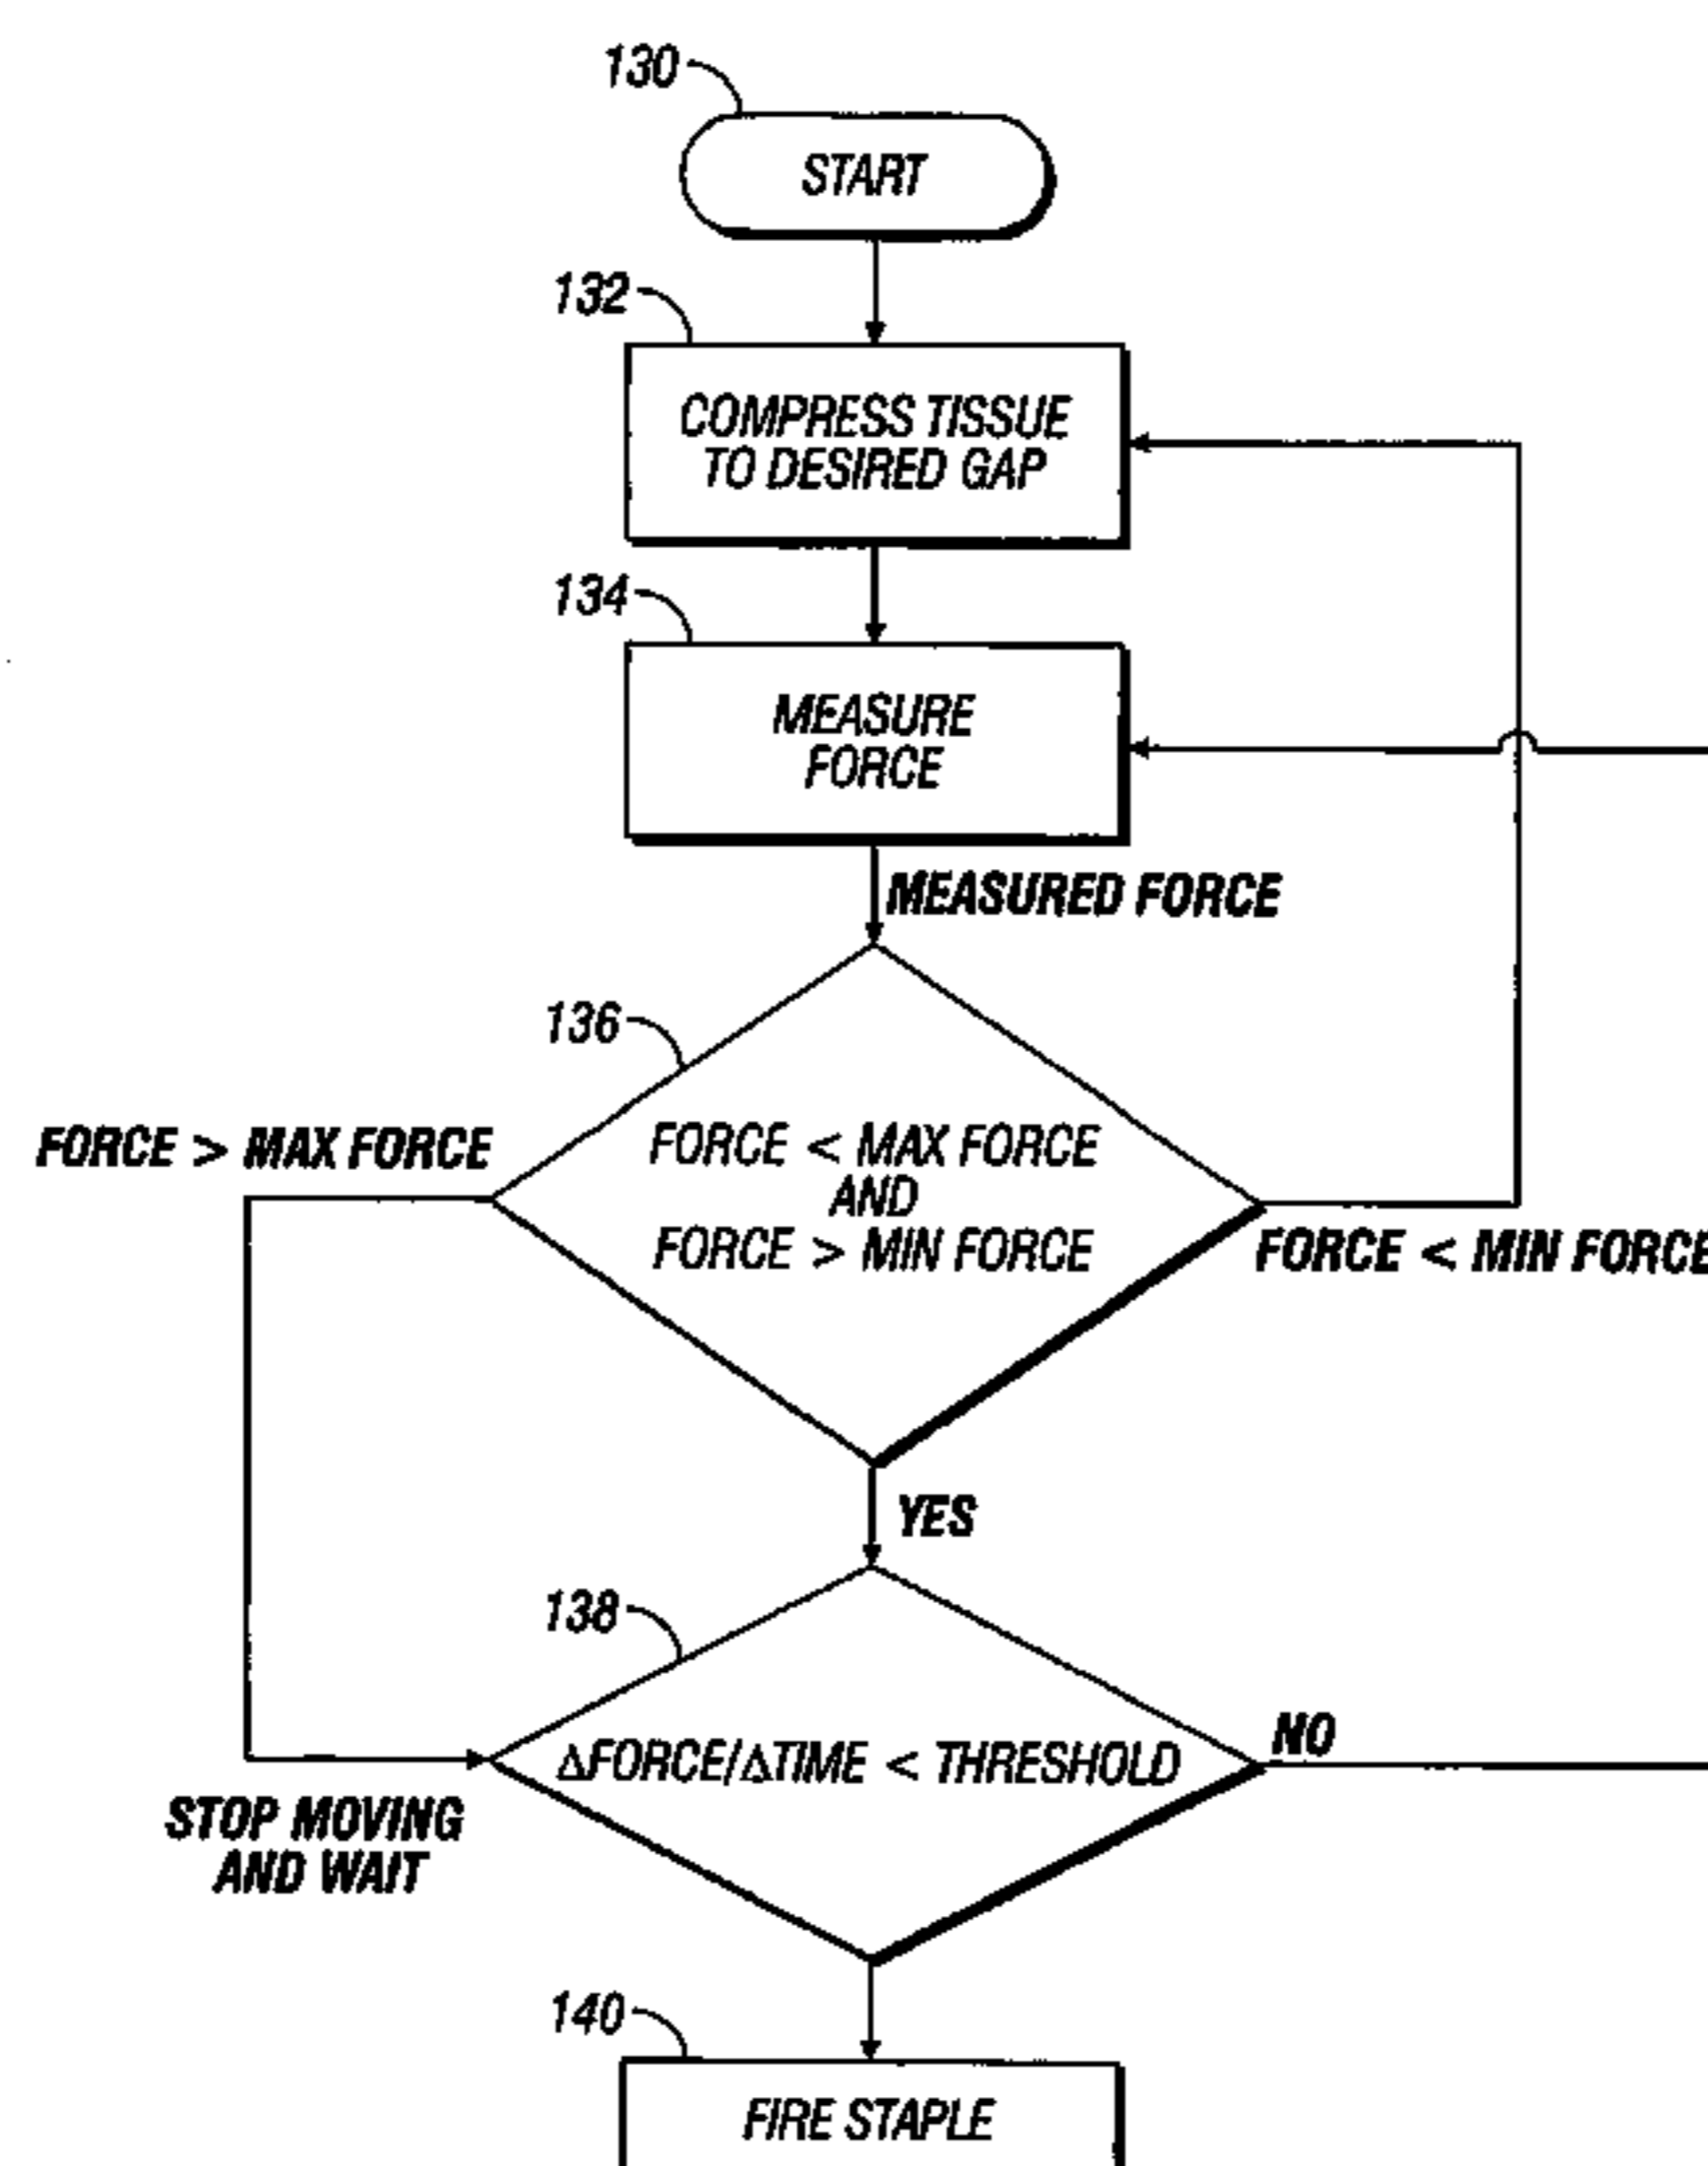 130
START
132
COMPRESS TISSUE
TO DESIRED GAP
134
MEASURE
FORCE
MEASURED FORCE
136
FORCE > MAX FORCE
FORCE < MAX FORCE
AND
FORCE > MIN FORCE
FORCE < MIN FORCE
YES
138
ΔFORCE/ΔTIME < THRESHOLD
NO
STOP MOVING
AND WAIT
140
FIRE STAPLE